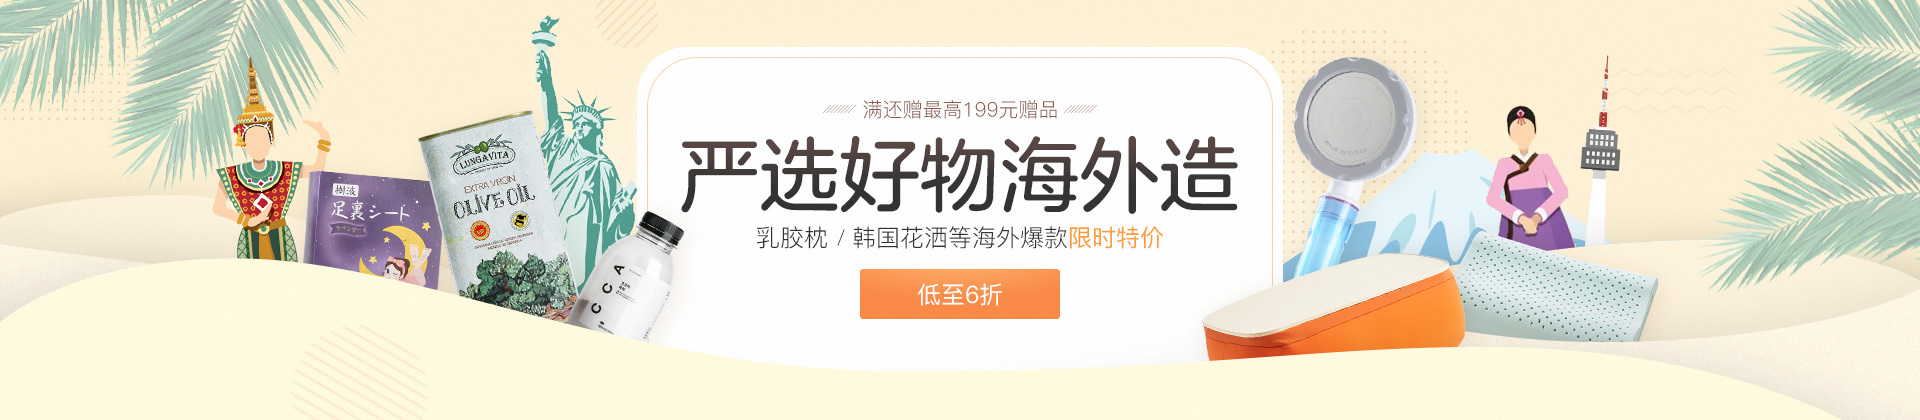 满还赠最高199元赠品
严选好物海外造
乳胶枕 / 韩国花洒等海外爆款限时特价
低至6折
樹液
足裏シート
ラベンダー
LUNGAVITA
EXTRA VIRGIN
OLIVE OIL
CCA